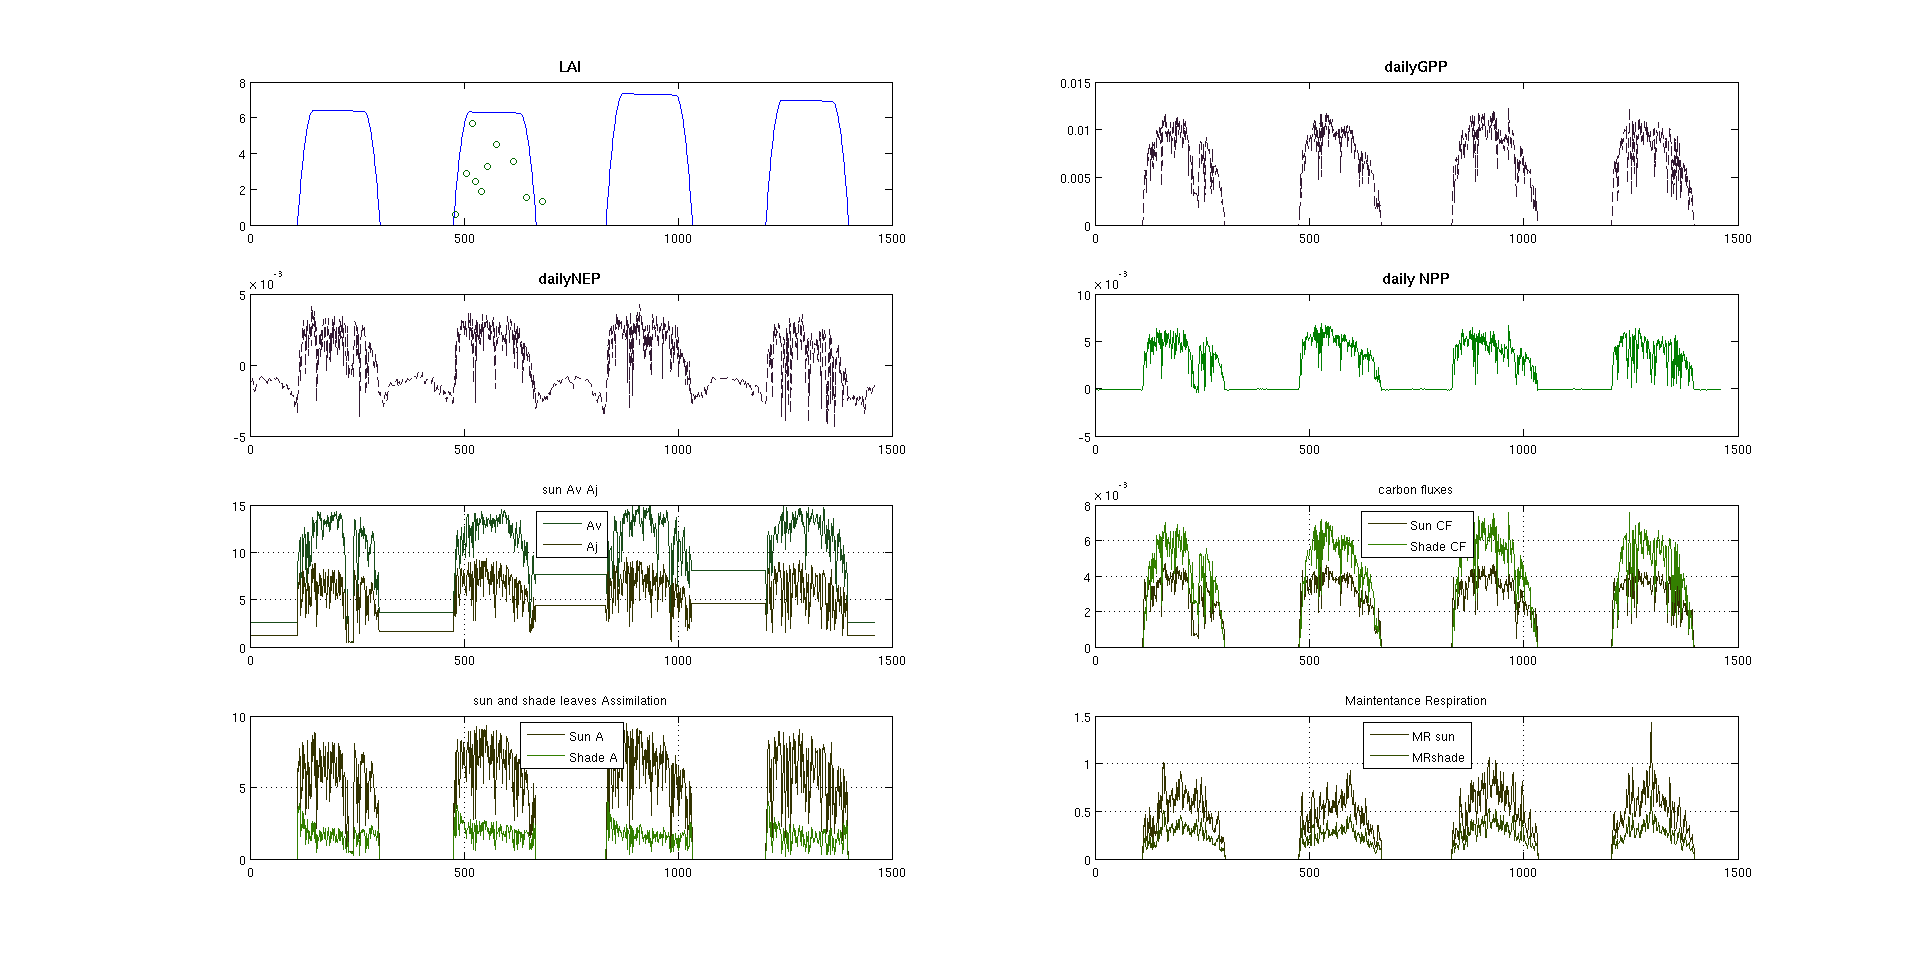 LAI
8
6
4
2
0
0 500 1000 1500
dailyGPP
0.015
0.01
0.005
0
0 500 1000 1500
dailyNEP
× 10⁻³
5
0
-5
0 500 1000 1500
daily NPP
× 10⁻³
10
5
0
-5
0 500 1000 1500
sun Av Aj
15
10
5
0
Av
Aj
0 500 1000 1500
carbon fluxes
× 10⁻³
8
6
4
2
0
Sun CF
Shade CF
0 500 1000 1500
sun and shade leaves Assimilation
10
5
0
Sun A
Shade A
0 500 1000 1500
Maintentance Respiration
1.5
1
0.5
0
MR sun
MRshade
0 500 1000 1500